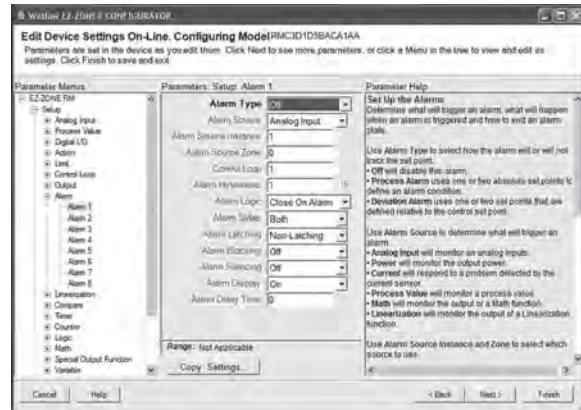 Watlow EZ-ZONE® CONFIGURATOR
Edit Device Settings On-Line. Configuring Model RMC3D1D5BACA1AA
Parameters are set in the device as you edit them. Click Next to see more parameters, or click a Menu in the tree to view and edit its
settings. Click Finish to save and exit.
Parameter Menus
EZ-ZONE RM
Setup
Analog Input
Process Value
Digital I/O
Action
Limit
Control Loop
Output
Alarm
Alarm 1
Alarm 2
Alarm 3
Alarm 4
Alarm 5
Alarm 6
Alarm 7
Alarm 8
Linearization
Compare
Timer
Counter
Logic
Math
Special Output Function
Variable
Parameters: Setup: Alarm 1
Alarm Type Off
Alarm Source Analog Input
Alarm Source Instance 1
Alarm Source Zone 0
Control Loop 1
Alarm Hysteresis 1 °F
Alarm Logic Close On Alarm
Alarm Sides Both
Alarm Latching Non-Latching
Alarm Blocking Off
Alarm Silencing Off
Alarm Display On
Alarm Delay Time 0
Range: Not Applicable
Copy Settings...
Parameter Help
Set Up the Alarms
Determine what will trigger an alarm, what will happen
when an alarm is triggered and how to end an alarm
state.
Use Alarm Type to select how the alarm will or will not
track the set point.
• Off will disable this alarm.
• Process Alarm uses one or two absolute set points to
define an alarm condition.
• Deviation Alarm uses one or two set points that are
defined relative to the control set point.
Use Alarm Source to determine what will trigger an
alarm.
• Analog Input will monitor an analog inputs.
• Power will monitor the output power.
• Current will respond to a problem detected by the
current sensor.
• Process Value will monitor a process value.
• Math will monitor the output of a Math function.
• Linearization will monitor the output of a Linearization
function.
Use Alarm Source Instance and Zone to select which
source to use.
Cancel
Help
< Back
Next >
Finish